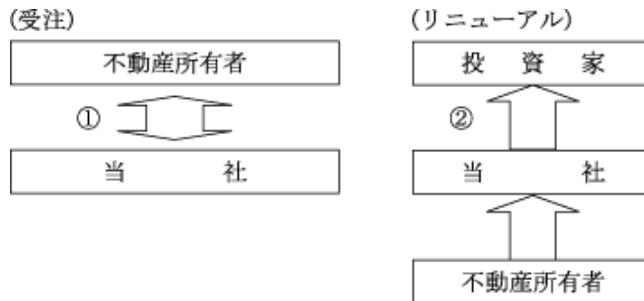 (受注)
不動産所有者
①
当 社
(リニューアル)
投 資 家
②
当 社
不動産所有者